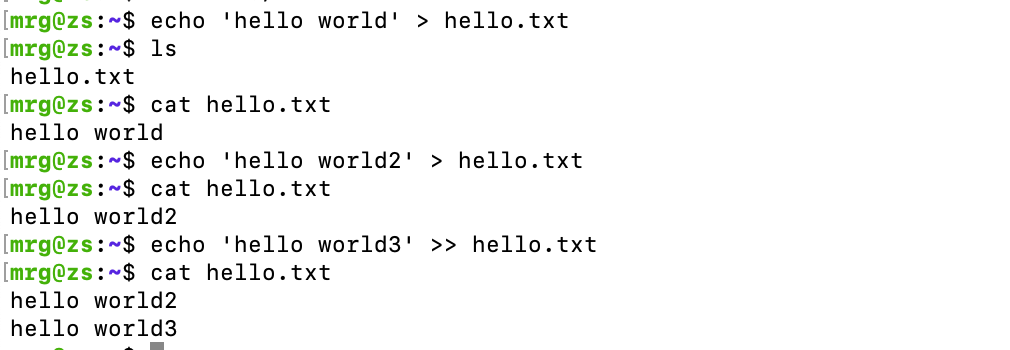 mrg@zs:~$ echo 'hello world' > hello.txt
mrg@zs:~$ ls
hello.txt
mrg@zs:~$ cat hello.txt
hello world
mrg@zs:~$ echo 'hello world2' > hello.txt
mrg@zs:~$ cat hello.txt
hello world2
mrg@zs:~$ echo 'hello world3' >> hello.txt
mrg@zs:~$ cat hello.txt
hello world2
hello world3